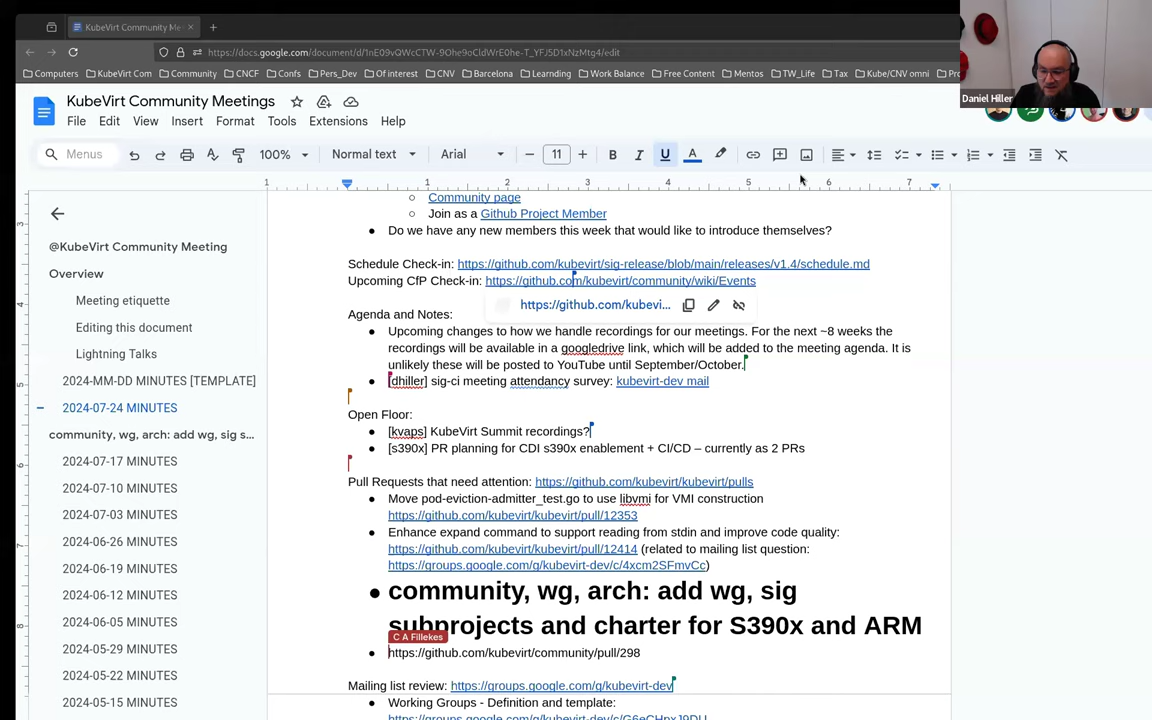 KubeVirt Community Me
https://docs.google.com/document/d/1nE09vQWcCTW-9Ohe9oCldWrE0he-T_YFJ5D1xNzMtg4/edit
Computers KubeVirt Com Community CNCF Confs Pers_Dev Of interest CNV Barcelona Learnding Work Balance Free Content Mentos TW_Life Tax Kube/CNV omni
Daniel Hiller
KubeVirt Community Meetings
File Edit View Insert Format Tools Extensions Help
Menus 100% Normal text Arial 11 B I U A
1 1 2 3 4 5 6 7
@KubeVirt Community Meeting
Overview
Meeting etiquette
Editing this document
Lightning Talks
2024-MM-DD MINUTES [TEMPLATE]
2024-07-24 MINUTES
community, wg, arch: add wg, sig s...
2024-07-17 MINUTES
2024-07-10 MINUTES
2024-07-03 MINUTES
2024-06-26 MINUTES
2024-06-19 MINUTES
2024-06-12 MINUTES
2024-06-05 MINUTES
2024-05-29 MINUTES
2024-05-22 MINUTES
2024-05-15 MINUTES
3
4
5
6
7
8
Community page
Join as a Github Project Member
Do we have any new members this week that would like to introduce themselves?
Schedule Check-in: https://github.com/kubevirt/sig-release/blob/main/releases/v1.4/schedule.md
Upcoming CfP Check-in: https://github.com/kubevirt/community/wiki/Events
https://github.com/kubevi...
Agenda and Notes:
Upcoming changes to how we handle recordings for our meetings. For the next ~8 weeks the
recordings will be available in a googledrive link, which will be added to the meeting agenda. It is
unlikely these will be posted to YouTube until September/October.
[dhiller] sig-ci meeting attendancy survey: kubevirt-dev mail
Open Floor:
[kvaps] KubeVirt Summit recordings?
[s390x] PR planning for CDI s390x enablement + CI/CD – currently as 2 PRs
Pull Requests that need attention: https://github.com/kubevirt/kubevirt/pulls
Move pod-eviction-admitter_test.go to use libvmi for VMI construction
https://github.com/kubevirt/kubevirt/pull/12353
Enhance expand command to support reading from stdin and improve code quality:
https://github.com/kubevirt/kubevirt/pull/12414 (related to mailing list question:
https://groups.google.com/g/kubevirt-dev/c/4xcm2SFmvCc)
community, wg, arch: add wg, sig
subprojects and charter for S390x and ARM
C A Fillekes
https://github.com/kubevirt/community/pull/298
Mailing list review: https://groups.google.com/g/kubevirt-dev
Working Groups - Definition and template: